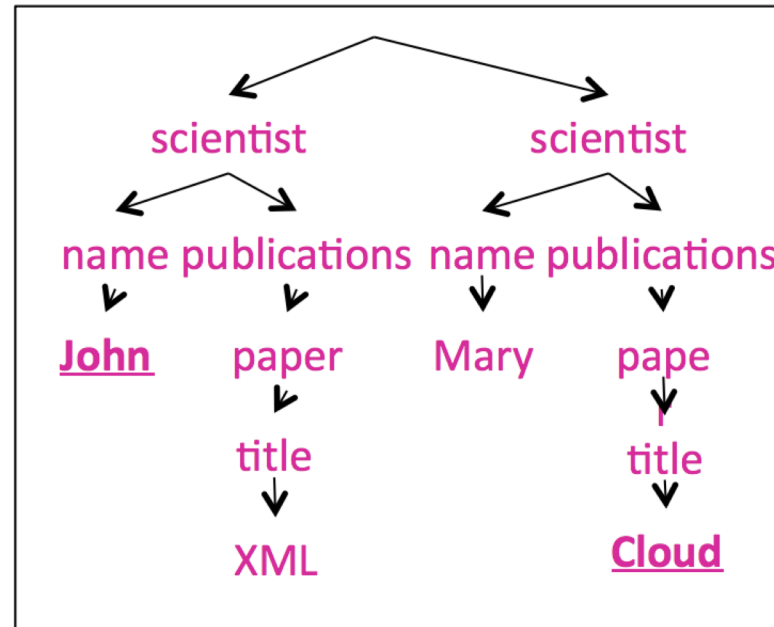 scientist scientist
name publications name publications
John paper Mary pape
r
title title
XML Cloud